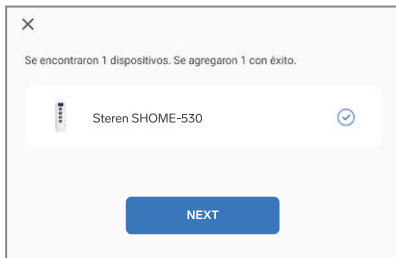 Se encontraron 1 dispositivos. Se agregaron 1 con éxito.
Steren SHOME-530
NEXT